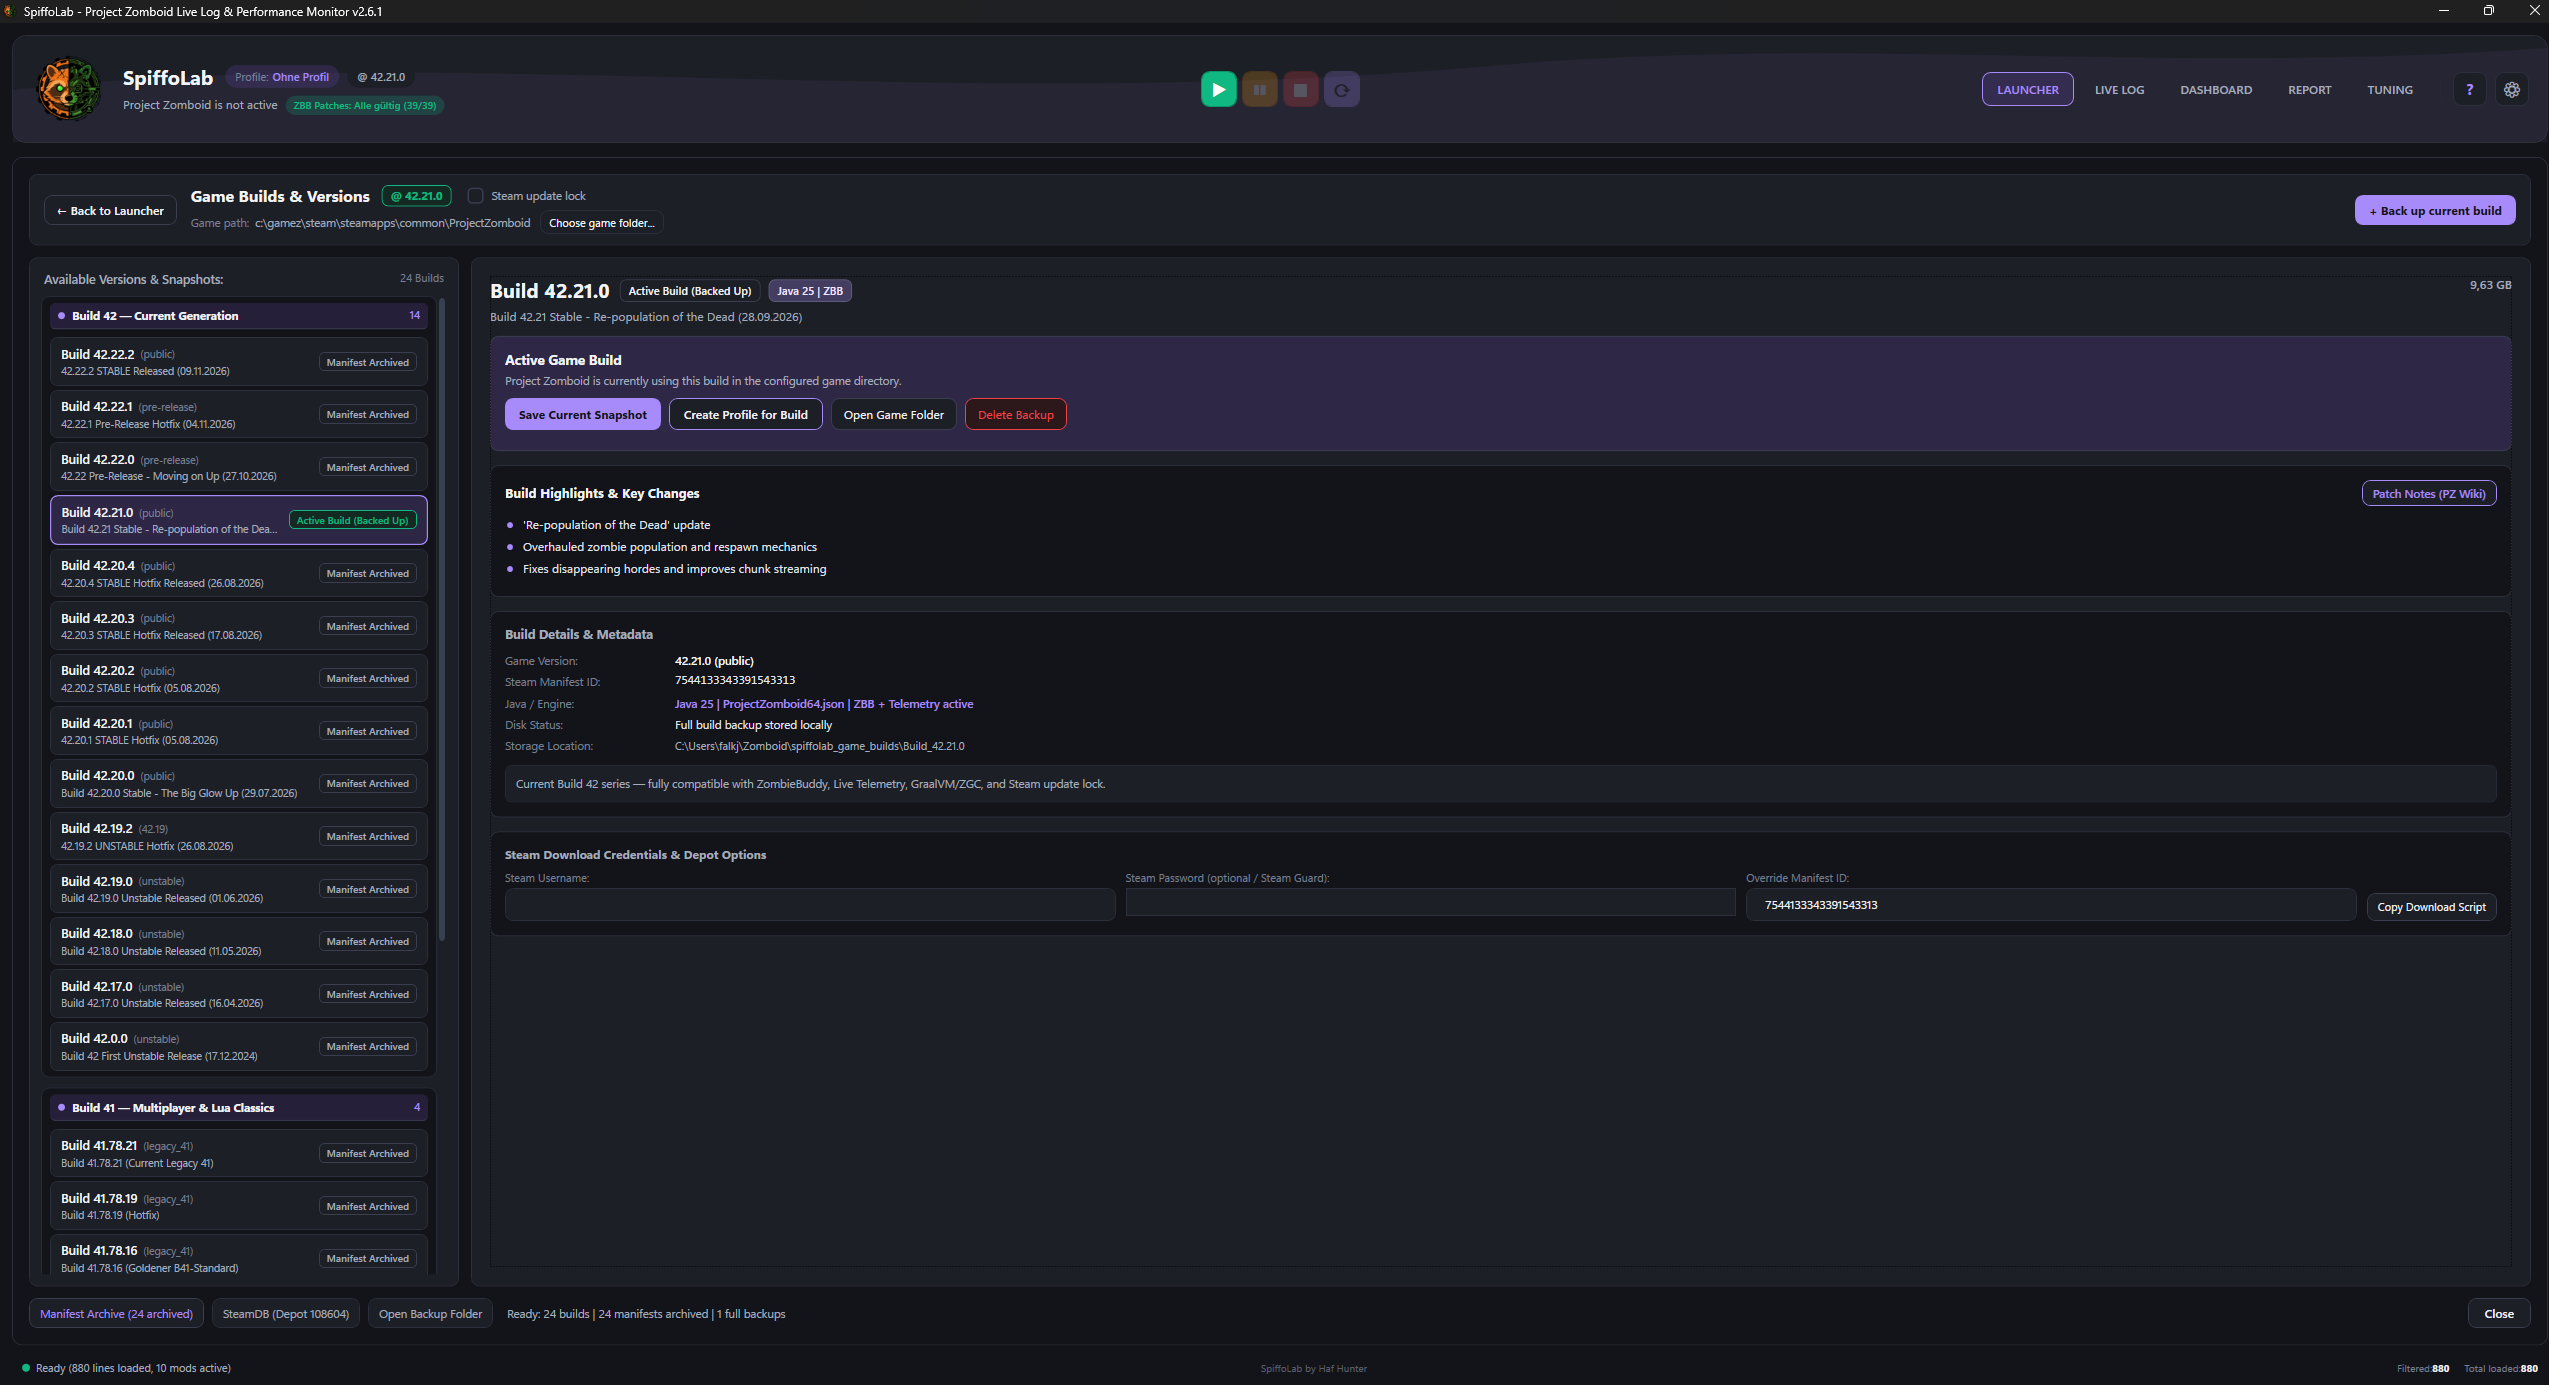 SpiffoLab - Project Zomboid Live Log & Performance Monitor v2.6.1
SpiffoLab
Profile: Ohne Profil
@ 42.21.0
Project Zomboid is not active
ZBB Patches: Alle gültig (39/39)
LAUNCHER
LIVE LOG
DASHBOARD
REPORT
TUNING
?
← Back to Launcher
Game Builds & Versions
@ 42.21.0
Steam update lock
Game path: c:\gamez\steam\steamapps\common\ProjectZomboid
Choose game folder...
+ Back up current build
Available Versions & Snapshots:
24 Builds
Build 42 — Current Generation
14
Build 42.22.2 (public)
42.22.2 STABLE Released (09.11.2026)
Manifest Archived
Build 42.22.1 (pre-release)
42.22.1 Pre-Release Hotfix (04.11.2026)
Manifest Archived
Build 42.22.0 (pre-release)
42.22 Pre-Release - Moving on Up (27.10.2026)
Manifest Archived
Build 42.21.0 (public)
Build 42.21 Stable - Re-population of the Dea...
Active Build (Backed Up)
Build 42.20.4 (public)
42.20.4 STABLE Hotfix Released (26.08.2026)
Manifest Archived
Build 42.20.3 (public)
42.20.3 STABLE Hotfix Released (17.08.2026)
Manifest Archived
Build 42.20.2 (public)
42.20.2 STABLE Hotfix (05.08.2026)
Manifest Archived
Build 42.20.1 (public)
42.20.1 STABLE Hotfix (05.08.2026)
Manifest Archived
Build 42.20.0 (public)
Build 42.20.0 Stable - The Big Glow Up (29.07.2026)
Manifest Archived
Build 42.19.2 (42.19)
42.19.2 UNSTABLE Hotfix (26.08.2026)
Manifest Archived
Build 42.19.0 (unstable)
Build 42.19.0 Unstable Released (01.06.2026)
Manifest Archived
Build 42.18.0 (unstable)
Build 42.18.0 Unstable Released (11.05.2026)
Manifest Archived
Build 42.17.0 (unstable)
Build 42.17.0 Unstable Released (16.04.2026)
Manifest Archived
Build 42.0.0 (unstable)
Build 42 First Unstable Release (17.12.2024)
Manifest Archived
Build 41 — Multiplayer & Lua Classics
4
Build 41.78.21 (legacy_41)
Build 41.78.21 (Current Legacy 41)
Manifest Archived
Build 41.78.19 (legacy_41)
Build 41.78.19 (Hotfix)
Manifest Archived
Build 41.78.16 (legacy_41)
Build 41.78.16 (Goldener B41-Standard)
Manifest Archived
Build 42.21.0
Active Build (Backed Up)
Java 25 | ZBB
9,63 GB
Build 42.21 Stable - Re-population of the Dead (28.09.2026)
Active Game Build
Project Zomboid is currently using this build in the configured game directory.
Save Current Snapshot
Create Profile for Build
Open Game Folder
Delete Backup
Build Highlights & Key Changes
Patch Notes (PZ Wiki)
'Re-population of the Dead' update
Overhauled zombie population and respawn mechanics
Fixes disappearing hordes and improves chunk streaming
Build Details & Metadata
Game Version: 42.21.0 (public)
Steam Manifest ID: 7544133343391543313
Java / Engine: Java 25 | ProjectZomboid64.json | ZBB + Telemetry active
Disk Status: Full build backup stored locally
Storage Location: C:\Users\falkj\Zomboid\spiffolab_game_builds\Build_42.21.0
Current Build 42 series — fully compatible with ZombieBuddy, Live Telemetry, GraalVM/ZGC, and Steam update lock.
Steam Download Credentials & Depot Options
Steam Username:
Steam Password (optional / Steam Guard):
Override Manifest ID:
7544133343391543313
Copy Download Script
Manifest Archive (24 archived)
SteamDB (Depot 108604)
Open Backup Folder
Ready: 24 builds | 24 manifests archived | 1 full backups
Close
Ready (880 lines loaded, 10 mods active)
SpiffoLab by Haf Hunter
Filtered:880
Total loaded:880